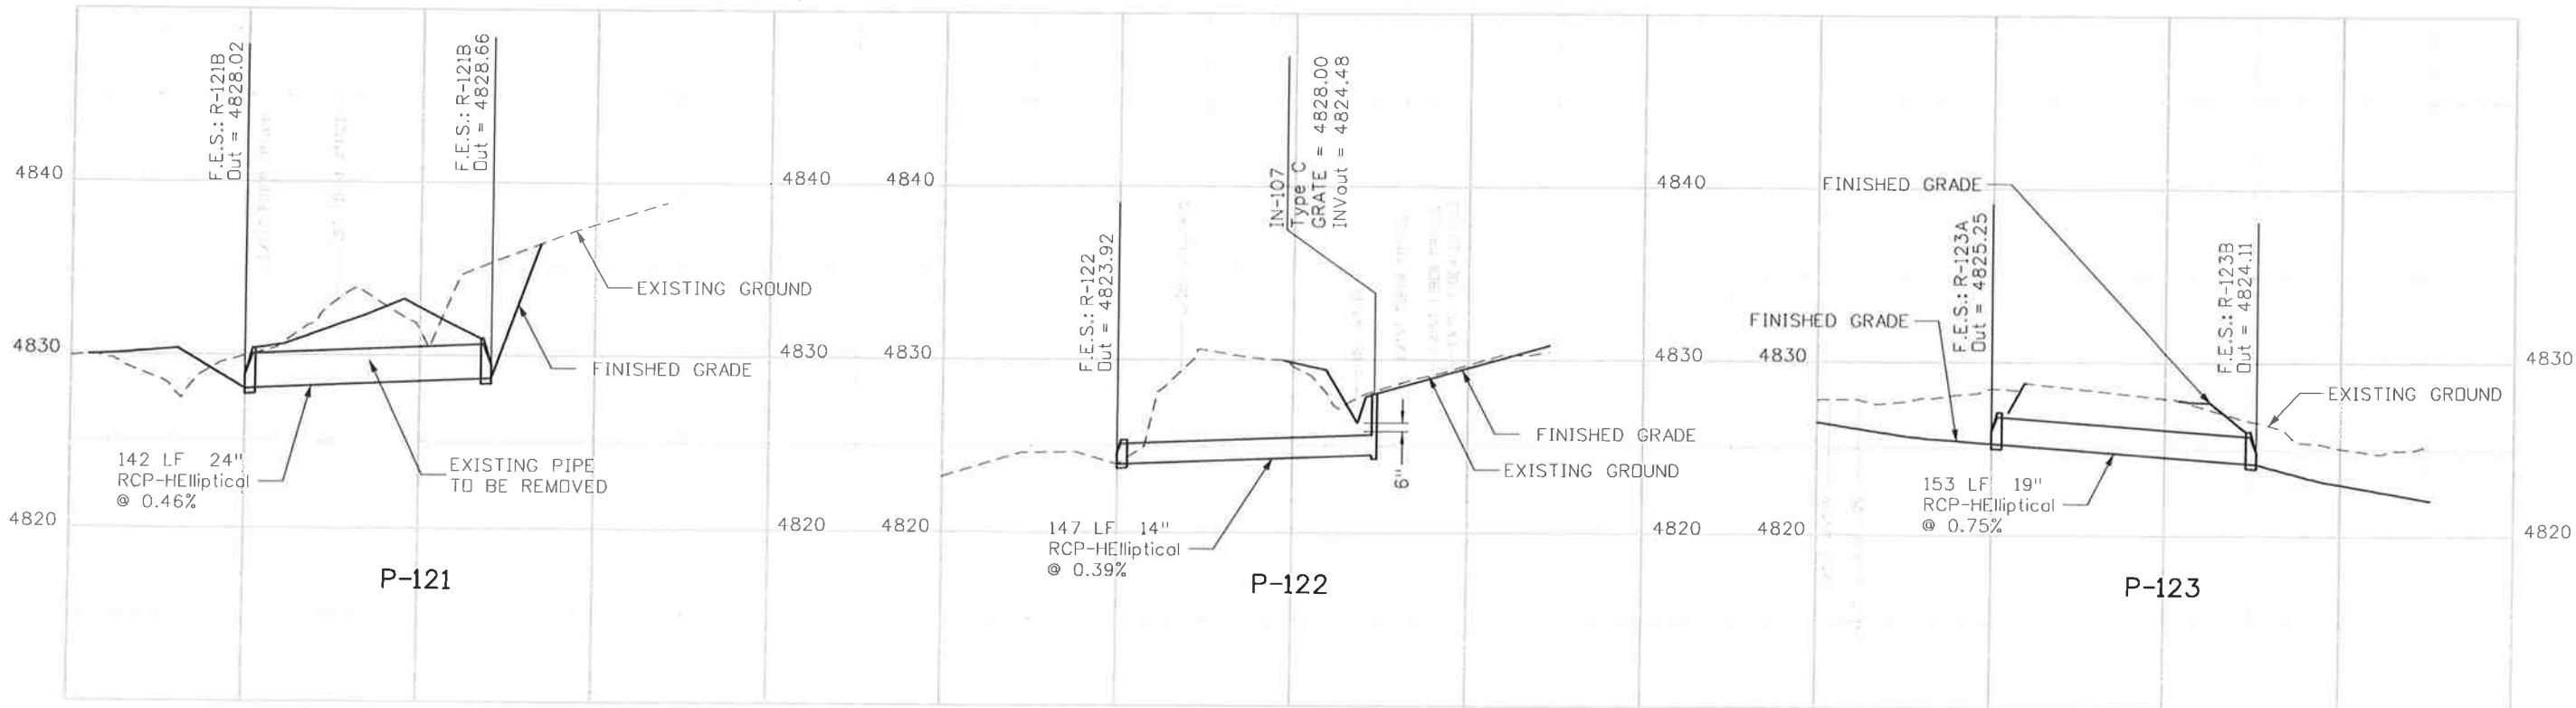 F.E.S.: R-121B
Out = 4828.02
F.E.S.: R-121B
Out = 4828.66
4840
4840
4830
4830
4820
4820
EXISTING GROUND
FINISHED GRADE
142 LF 24"
RCP-HElliptical
@ 0.46%
EXISTING PIPE
TO BE REMOVED
P-121
4840
4840
4830
4830
4820
4820
F.E.S.: R-122
Out = 4823.92
IN-107
Type C
GRATE = 4828.00
INVout = 4824.48
FINISHED GRADE
EXISTING GROUND
6"
147 LF 14"
RCP-HElliptical
@ 0.39%
P-122
FINISHED GRADE
FINISHED GRADE
F.E.S.: R-123A
Out = 4825.25
F.E.S.: R-123B
Out = 4824.11
4830
4830
4820
4820
EXISTING GROUND
153 LF 19"
RCP-HElliptical
@ 0.75%
P-123